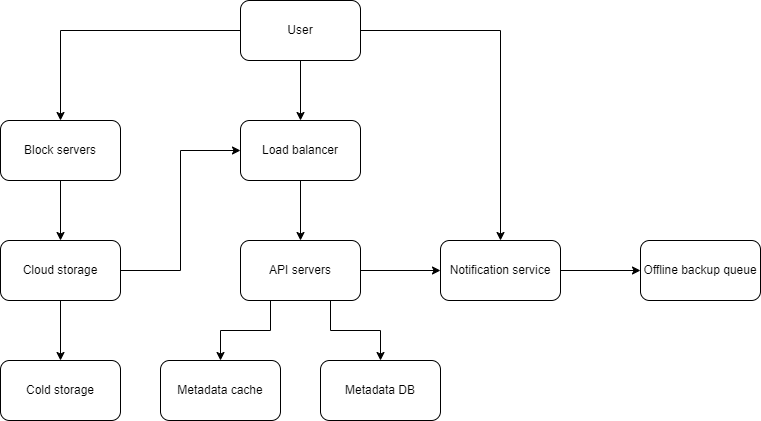 User
Block servers
Load balancer
Cloud storage
API servers
Notification service
Offline backup queue
Cold storage
Metadata cache
Metadata DB